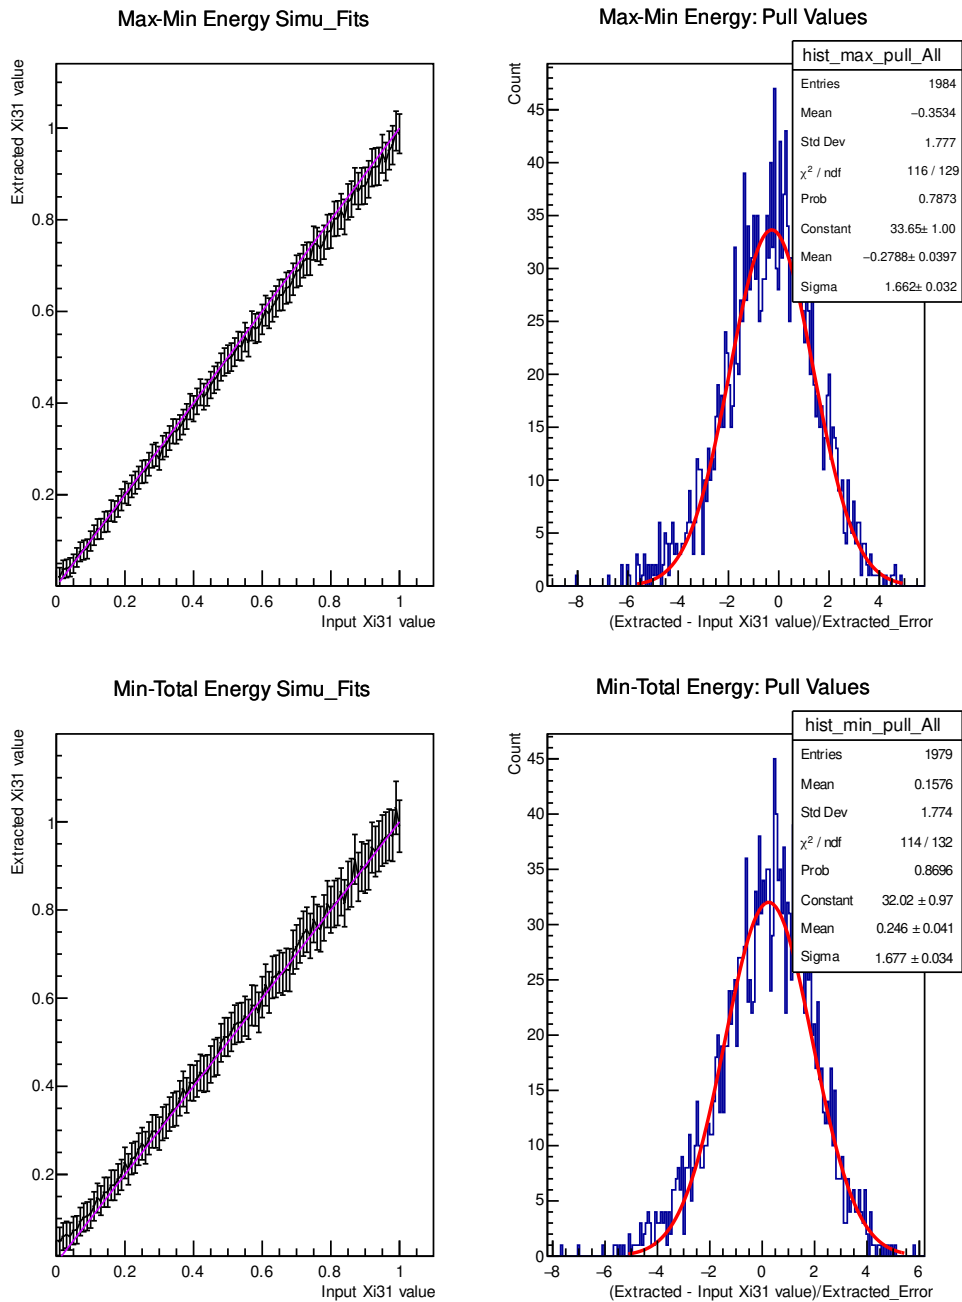 Max-Min Energy Simu_Fits
Extracted Xi31 value
1
0.8
0.6
0.4
0.2
0 0.2 0.4 0.6 0.8 1
Input Xi31 value
Max-Min Energy: Pull Values
Count
45
40
35
30
25
20
15
10
5
0
−8 −6 −4 −2 0 2 4
(Extracted - Input Xi31 value)/Extracted_Error
hist_max_pull_All
Entries 1984
Mean −0.3534
Std Dev 1.777
χ² / ndf 116 / 129
Prob 0.7873
Constant 33.65± 1.00
Mean −0.2788± 0.0397
Sigma 1.662± 0.032
Min-Total Energy Simu_Fits
Extracted Xi31 value
1
0.8
0.6
0.4
0.2
0 0.2 0.4 0.6 0.8 1
Input Xi31 value
Min-Total Energy: Pull Values
Count
45
40
35
30
25
20
15
10
5
0
−8 −6 −4 −2 0 2 4 6
(Extracted - Input Xi31 value)/Extracted_Error
hist_min_pull_All
Entries 1979
Mean 0.1576
Std Dev 1.774
χ² / ndf 114 / 132
Prob 0.8696
Constant 32.02 ± 0.97
Mean 0.246 ± 0.041
Sigma 1.677 ± 0.034